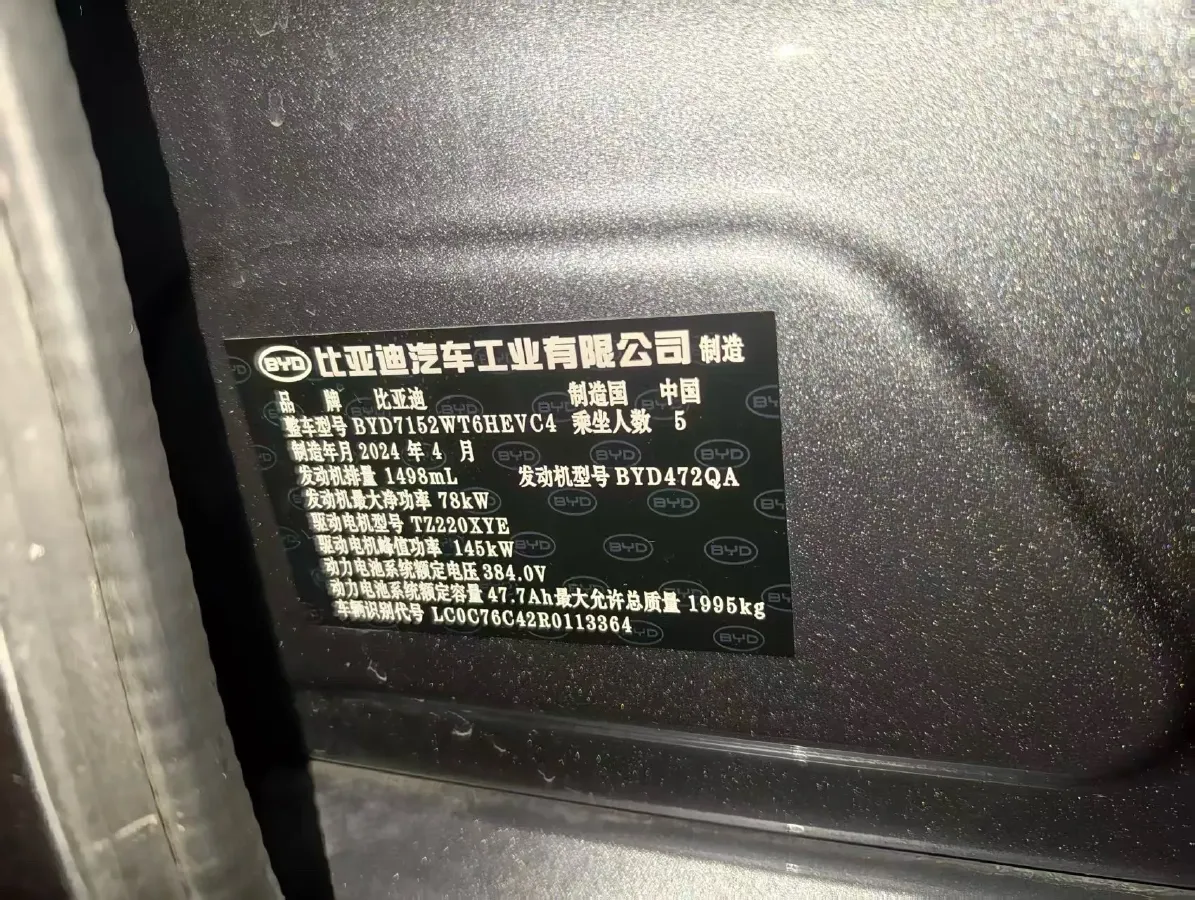 BYD 比亚迪汽车工业有限公司 制造
品 牌 比亚迪 制造国 中国
整车型号 BYD7152WT6HEVC4 乘坐人数 5
制造年月 2024 年 4 月
发动机排量 1498mL 发动机型号 BYD472QA
发动机最大净功率 78kW
驱动电机型号 TZ220XYE
驱动电机峰值功率 145kW
动力电池系统额定电压 384.0V
动力电池系统额定容量 47.7Ah 最大允许总质量 1995kg
车辆识别代号 LC0C76C42R0113364